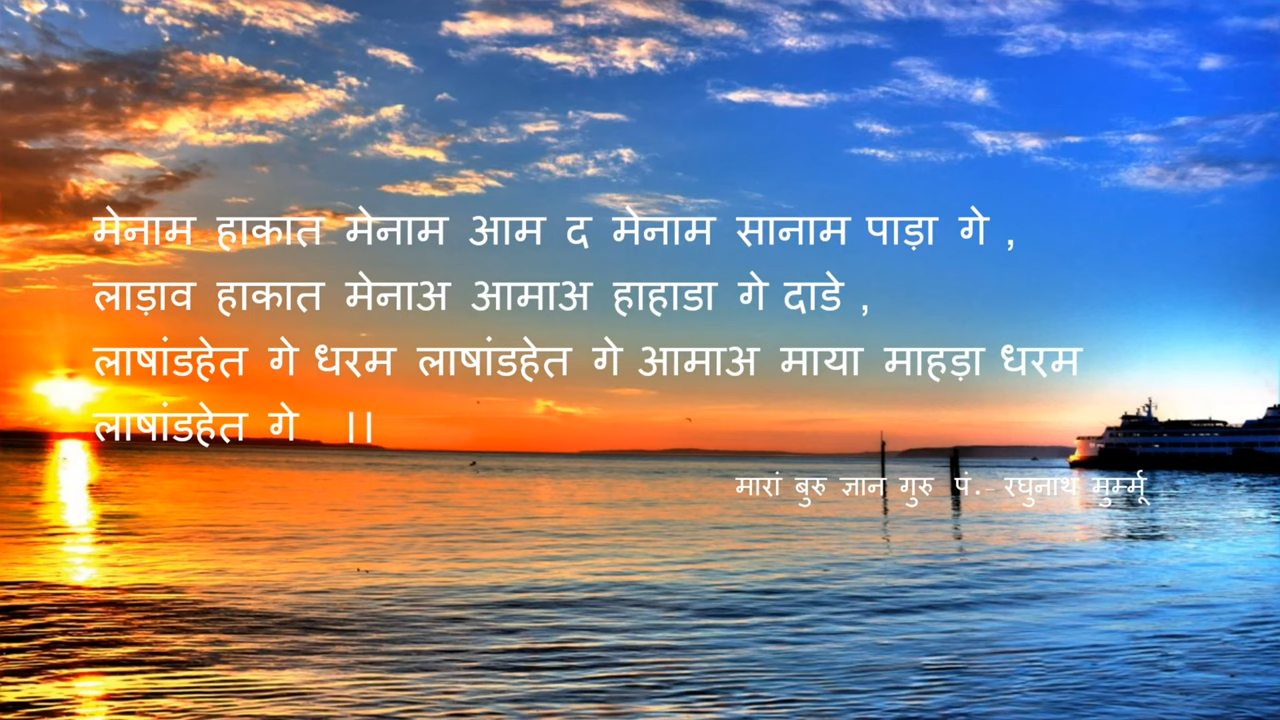 मेनाम हाकात मेनाम आम द मेनाम सानाम पाड़ा गे ,
लाड़ाव हाकात मेनाअ आमाअ हाहाडा गे दाडे ,
लाषांडहेत गे धरम लाषांडहेत गे आमाअ माया माहड़ा धरम
लाषांडहेत गे ।।
मारां बुरु ज्ञान गुरु पं. रघुनाथ मुर्म्मू